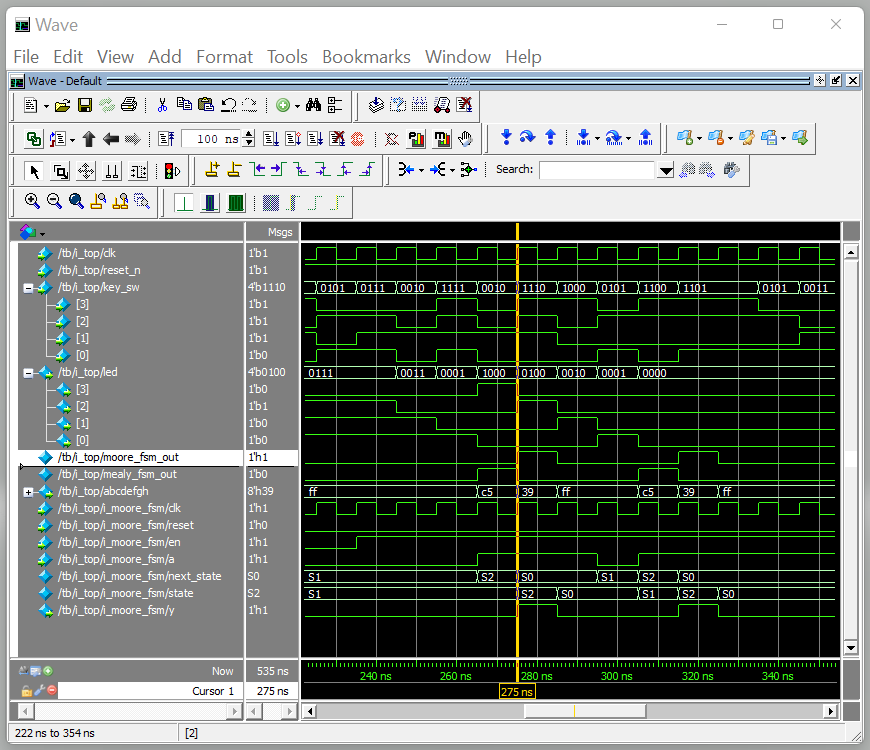 Wave
File Edit View Add Format Tools Bookmarks Window Help
Wave - Default
100 ns
Search:
Msgs
/tb/i_top/clk 1'b1
/tb/i_top/reset_n 1'b1
/tb/i_top/key_sw 4'b1110 0101 0111 0010 1111 0010 1110 1000 0101 1100 1101 0101 0011
[3] 1'b1
[2] 1'b1
[1] 1'b1
[0] 1'b0
/tb/i_top/led 4'b0100 0111 0011 0001 1000 0100 0010 0001 0000
[3] 1'b0
[2] 1'b1
[1] 1'b0
[0] 1'b0
/tb/i_top/moore_fsm_out 1'h1
/tb/i_top/mealy_fsm_out 1'b0
/tb/i_top/abcdefgh 8'h39 ff c5 39 ff c5 39 ff
/tb/i_top/i_moore_fsm/clk 1'h1
/tb/i_top/i_moore_fsm/reset 1'h0
/tb/i_top/i_moore_fsm/en 1'h1
/tb/i_top/i_moore_fsm/a 1'h1
/tb/i_top/i_moore_fsm/next_state S0 S1 S2 S0 S1 S2 S0
/tb/i_top/i_moore_fsm/state S2 S1 S2 S0 S1 S2 S0
/tb/i_top/i_moore_fsm/y 1'h1
Now 535 ns 240 ns 260 ns 280 ns 300 ns 320 ns 340 ns
Cursor 1 275 ns 275 ns
222 ns to 354 ns [2]